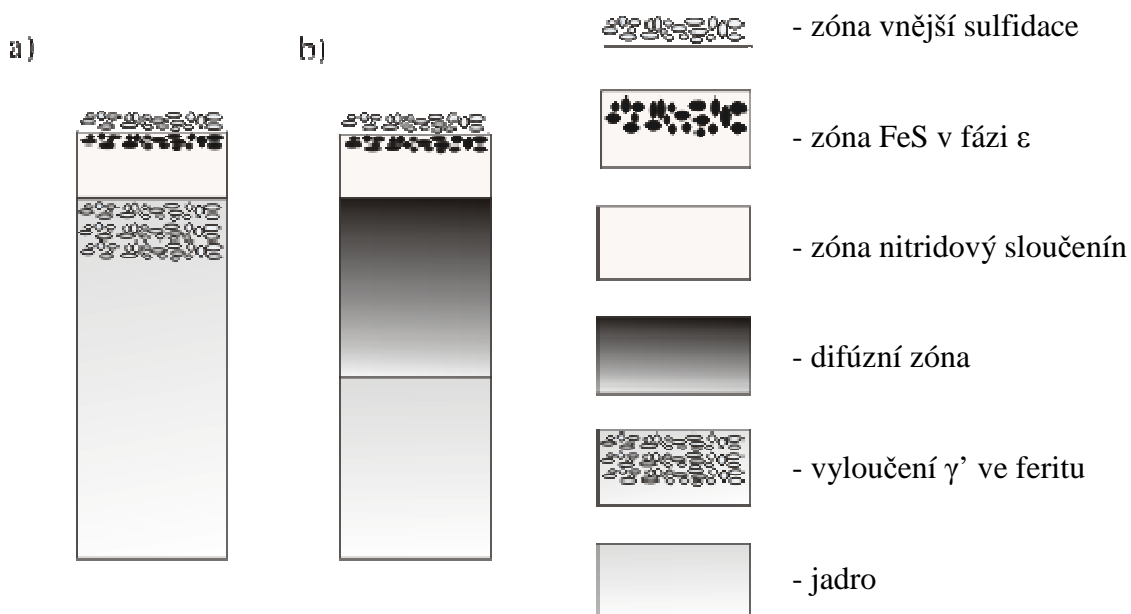 a)
b)
- zóna vnější sulfidace
- zóna FeS v fázi ε
- zóna nitridový sloučenín
- difúzní zóna
- vyloučení γ’ ve feritu
- jadro